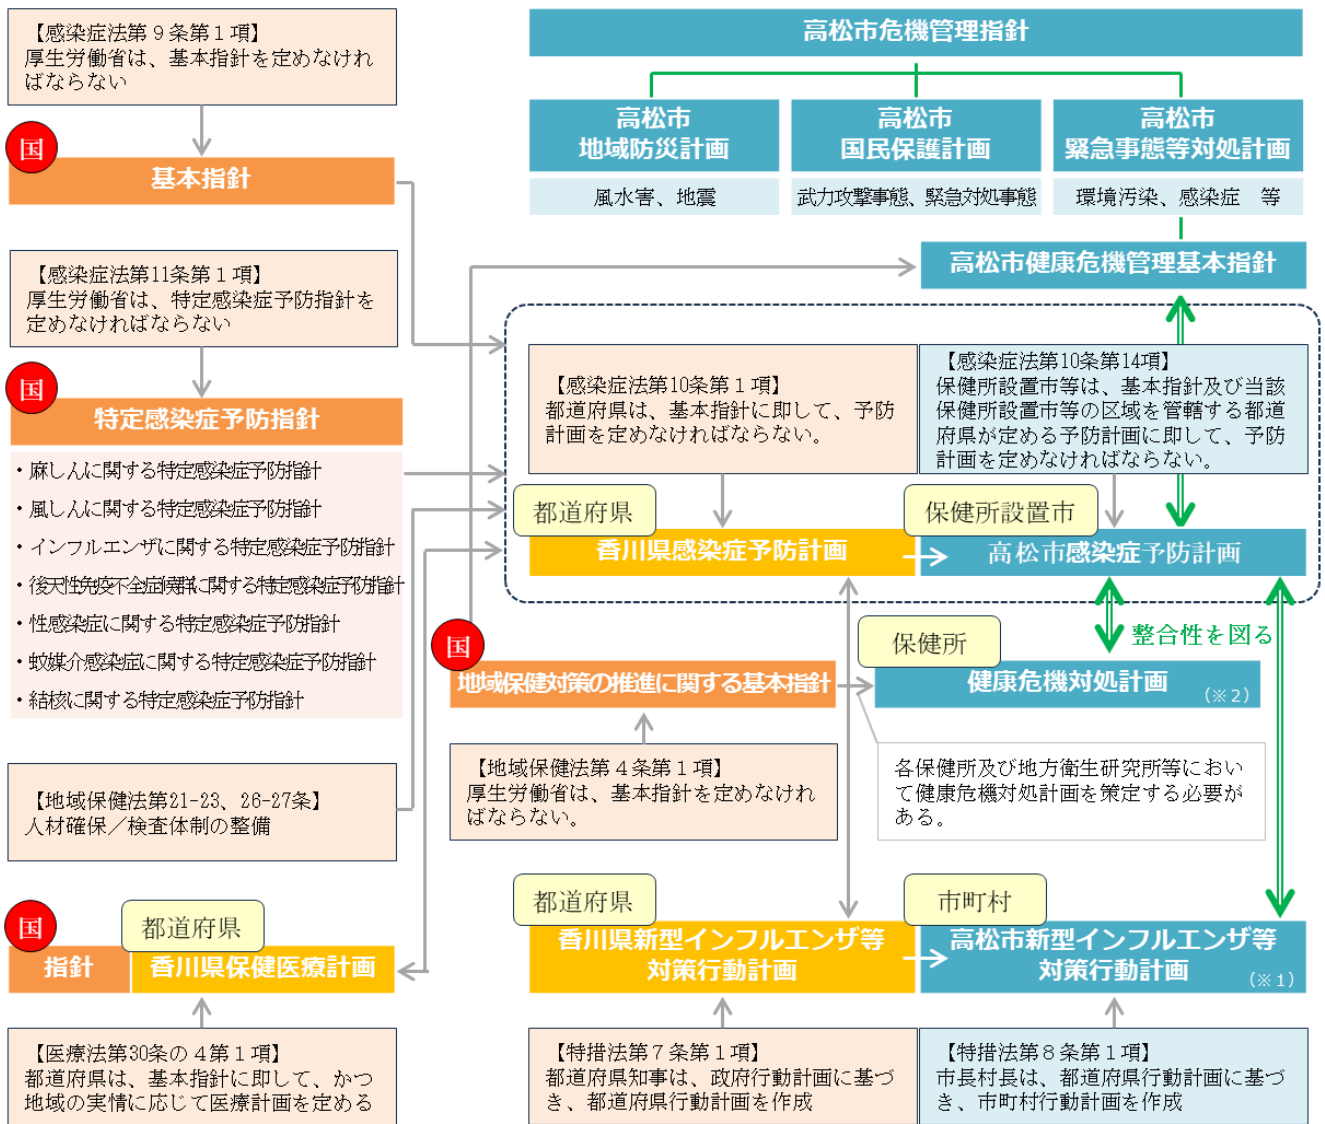 【感染症法第９条第１項】
厚生労働省は、基本指針を定めなけれ
ばならない
国
基本指針
【感染症法第11条第１項】
厚生労働省は、特定感染症予防指針を
定めなければならない
国
特定感染症予防指針
・麻しんに関する特定感染症予防指針
・風しんに関する特定感染症予防指針
・インフルエンザに関する特定感染症予防指針
・後天性免疫不全症候群に関する特定感染症予防指針
・性感染症に関する特定感染症予防指針
・蚊媒介感染症に関する特定感染症予防指針
・結核に関する特定感染症予防指針
【地域保健法第21-23、26-27条】
人材確保／検査体制の整備
国
都道府県
指針
香川県保健医療計画
【医療法第30条の４第１項】
都道府県は、基本指針に即して、かつ
地域の実情に応じて医療計画を定める
高松市危機管理指針
高松市
地域防災計画
風水害、地震
高松市
国民保護計画
武力攻撃事態、緊急対処事態
高松市
緊急事態等対処計画
環境汚染、感染症　等
高松市健康危機管理基本指針
【感染症法第10条第１項】
都道府県は、基本指針に即して、予防
計画を定めなければならない。
【感染症法第10条第14項】
保健所設置市等は、基本指針及び当該
保健所設置市等の区域を管轄する都道
府県が定める予防計画に即して、予防
計画を定めなければならない。
都道府県
香川県感染症予防計画
保健所設置市
高松市感染症予防計画
整合性を図る
国
地域保健対策の推進に関する基本指針
保健所
健康危機対処計画
（※２）
【地域保健法第４条第１項】
厚生労働省は、基本指針を定めなけれ
ばならない。
各保健所及び地方衛生研究所等におい
て健康危機対処計画を策定する必要が
ある。
都道府県
香川県新型インフルエンザ等
対策行動計画
市町村
高松市新型インフルエンザ等
対策行動計画
（※１）
【特措法第７条第１項】
都道府県知事は、政府行動計画に基づ
き、都道府県行動計画を作成
【特措法第８条第１項】
市長村長は、都道府県行動計画に基づ
き、市町村行動計画を作成